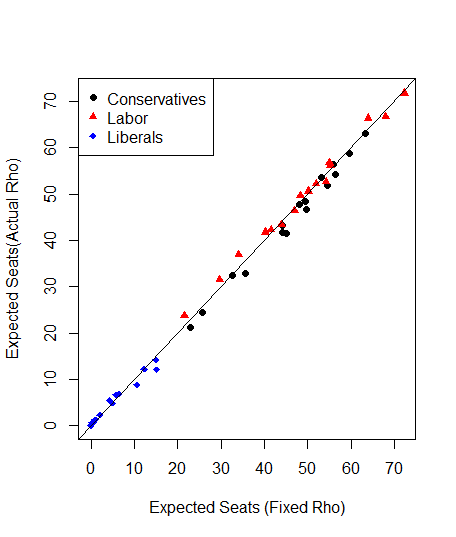 Conservatives
Labor
Liberals
Expected Seats(Actual Rho)
70
60
50
40
30
20
10
0
0 10 20 30 40 50 60 70
Expected Seats (Fixed Rho)